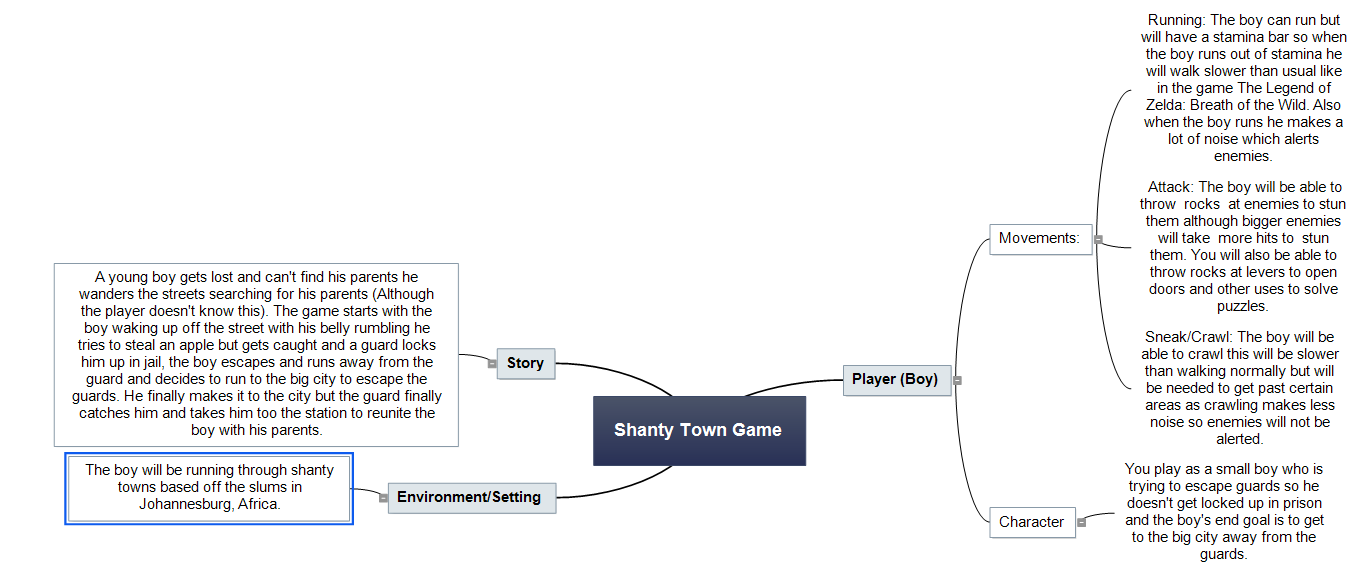 Shanty Town Game
Story
A young boy gets lost and can't find his parents he
wanders the streets searching for his parents (Although
the player doesn't know this). The game starts with the
boy waking up off the street with his belly rumbling he
tries to steal an apple but gets caught and a guard locks
him up in jail, the boy escapes and runs away from the
guard and decides to run to the big city to escape the
guards. He finally makes it to the city but the guard finally
catches him and takes him too the station to reunite the
boy with his parents.
Environment/Setting
The boy will be running through shanty
towns based off the slums in
Johannesburg, Africa.
Player (Boy)
Movements:
Running: The boy can run but
will have a stamina bar so when
the boy runs out of stamina he
will walk slower than usual like
in the game The Legend of
Zelda: Breath of the Wild. Also
when the boy runs he makes a
lot of noise which alerts
enemies.
Attack: The boy will be able to
throw  rocks  at enemies to stun
them although bigger enemies
will take  more hits to  stun
them. You will also be able to
throw rocks at levers to open
doors and other uses to solve
puzzles.
Sneak/Crawl: The boy will be
able to crawl this will be slower
than walking normally but will
be needed to get past certain
areas as crawling makes less
noise so enemies will not be
alerted.
Character
You play as a small boy who is
trying to escape guards so he
doesn't get locked up in prison
and the boy's end goal is to get
to the big city away from the
guards.